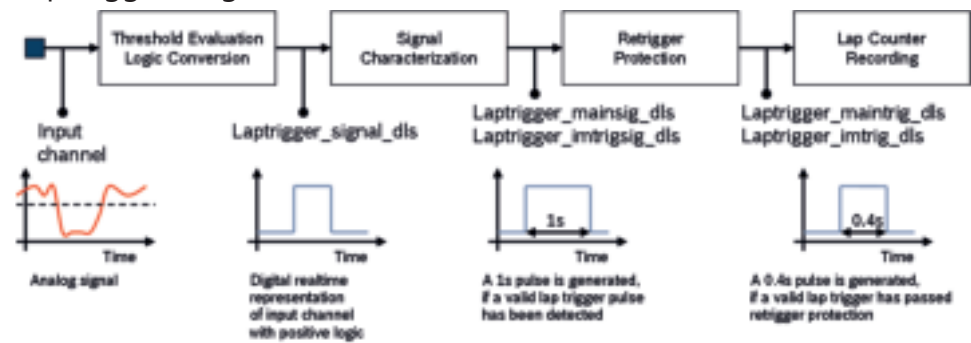 Threshold Evaluation
Logic Conversion
Signal
Characterization
Retrigger
Protection
Lap Counter
Recording
Input
channel
Laptrigger_signal_dls
Laptrigger_mainsig_dls
Laptrigger_imtrigsig_dls
Laptrigger_maintrig_dls
Laptrigger_imtrig_dls
Time
Time
1s
Time
0.4s
Time
Analog signal
Digital realtime
representation
of input channel
with positive logic
A 1s pulse is generated,
if a valid lap trigger pulse
has been detected
A 0.4s pulse is generated,
if a valid lap trigger has passed
retrigger protection